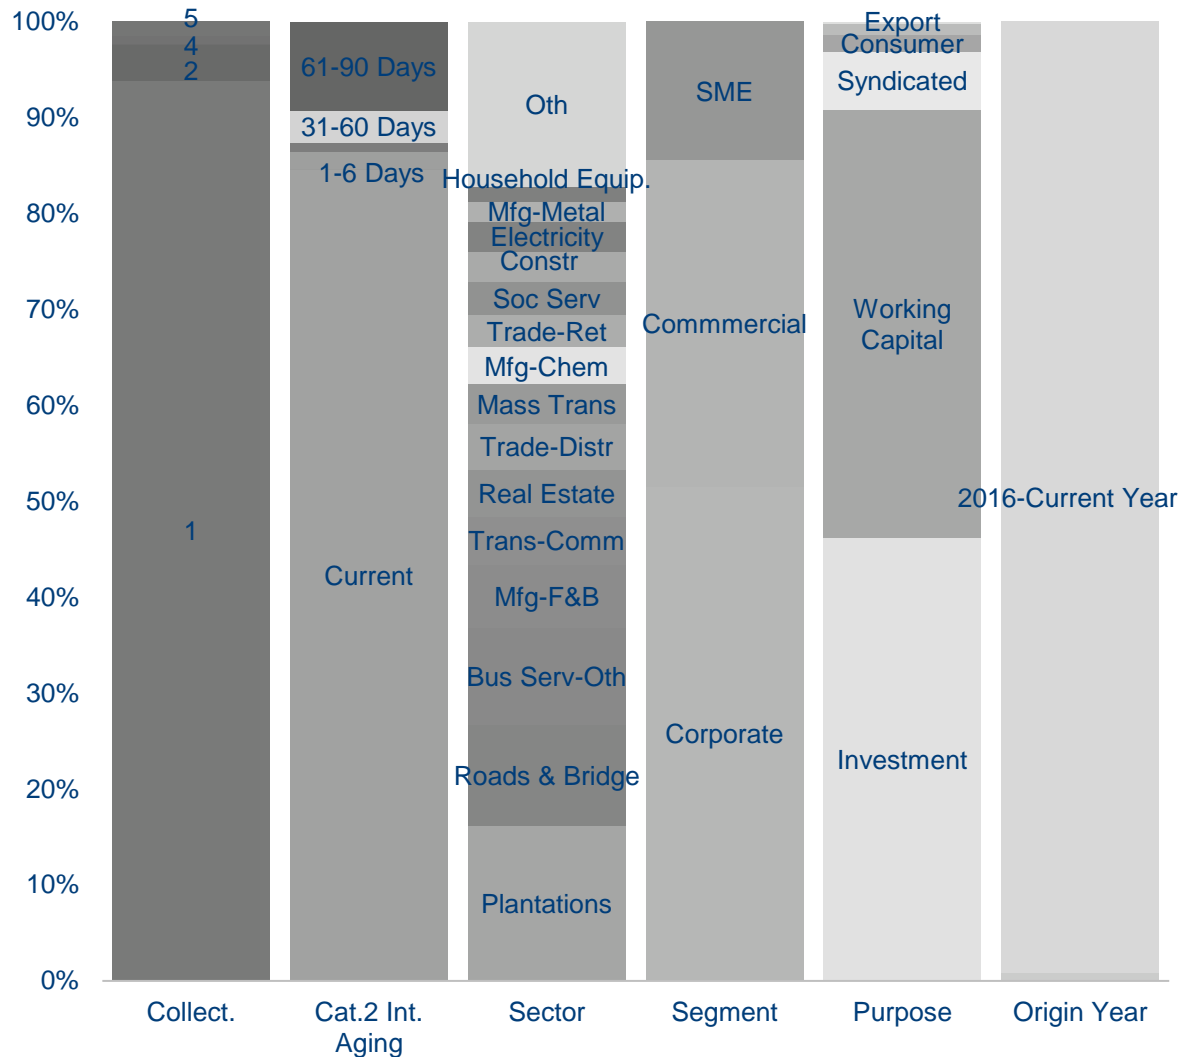 100%
90%
80%
70%
60%
50%
40%
30%
20%
10%
0%
5
4
2
1
61-90 Days
31-60 Days
1-6 Days
Current
Oth
Household Equip.
Mfg-Metal
Electricity
Constr
Soc Serv
Trade-Ret
Mfg-Chem
Mass Trans
Trade-Distr
Real Estate
Trans-Comm
Mfg-F&B
Bus Serv-Oth
Roads & Bridge
Plantations
SME
Commmercial
Corporate
Export
Consumer
Syndicated
Working
Capital
Investment
2016-Current Year
Collect.
Cat.2 Int.
Aging
Sector
Segment
Purpose
Origin Year